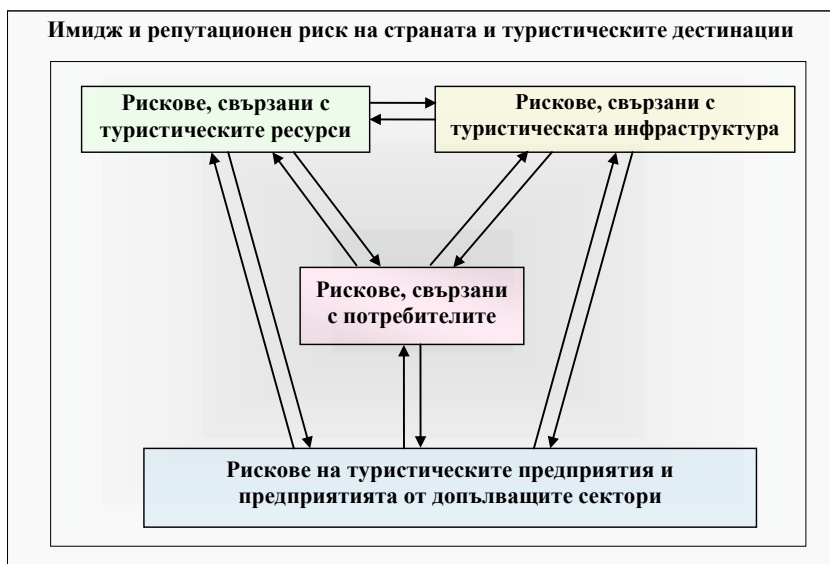 Имидж и репутационен риск на страната и туристическите дестинации
Рискове, свързани с
туристическите ресурси
Рискове, свързани с
туристическата инфраструктура
Рискове, свързани
с потребителите
Рискове на туристическите предприятия и
предприятията от допълващите сектори